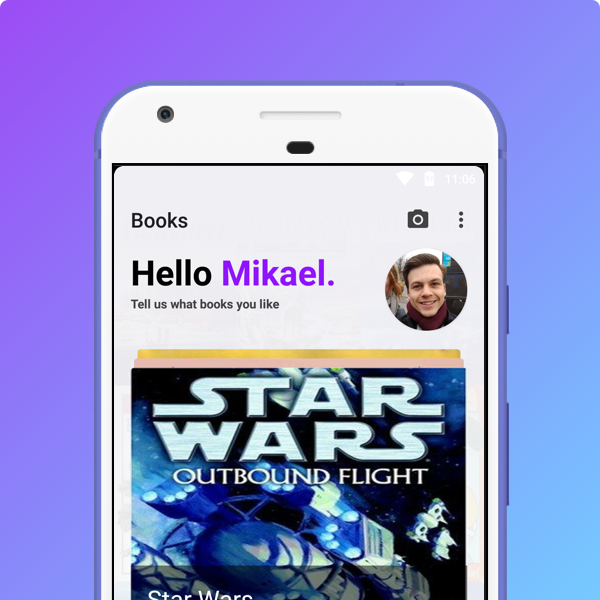 11:06
Books
Hello Mikael.
Tell us what books you like
STAR
WARS
OUTBOUND FLIGHT
Star Wars